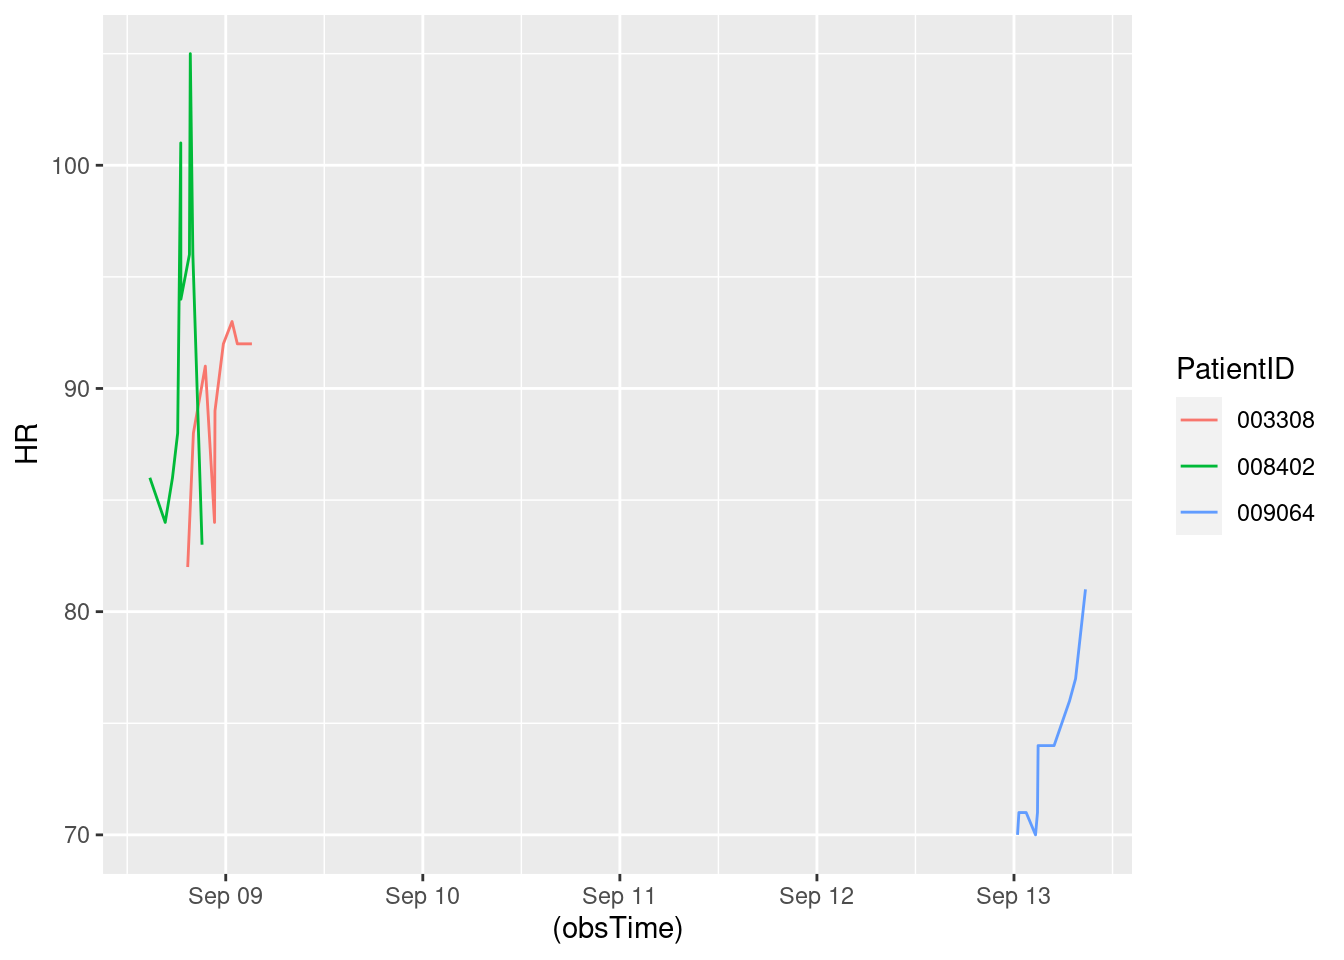 100
90
80
70
HR
Sep 09
Sep 10
Sep 11
Sep 12
Sep 13
(obsTime)
PatientID
003308
008402
009064